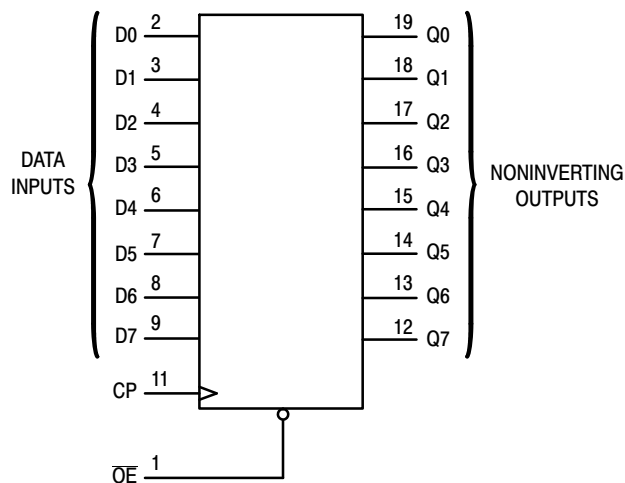 D0 2 19 Q0
D1 3 18 Q1
D2 4 17 Q2
D3 5 16 Q3
DATA
INPUTS
NONINVERTING
OUTPUTS
D4 6 15 Q4
D5 7 14 Q5
D6 8 13 Q6
D7 9 12 Q7
CP 11
O̅E̅ 1